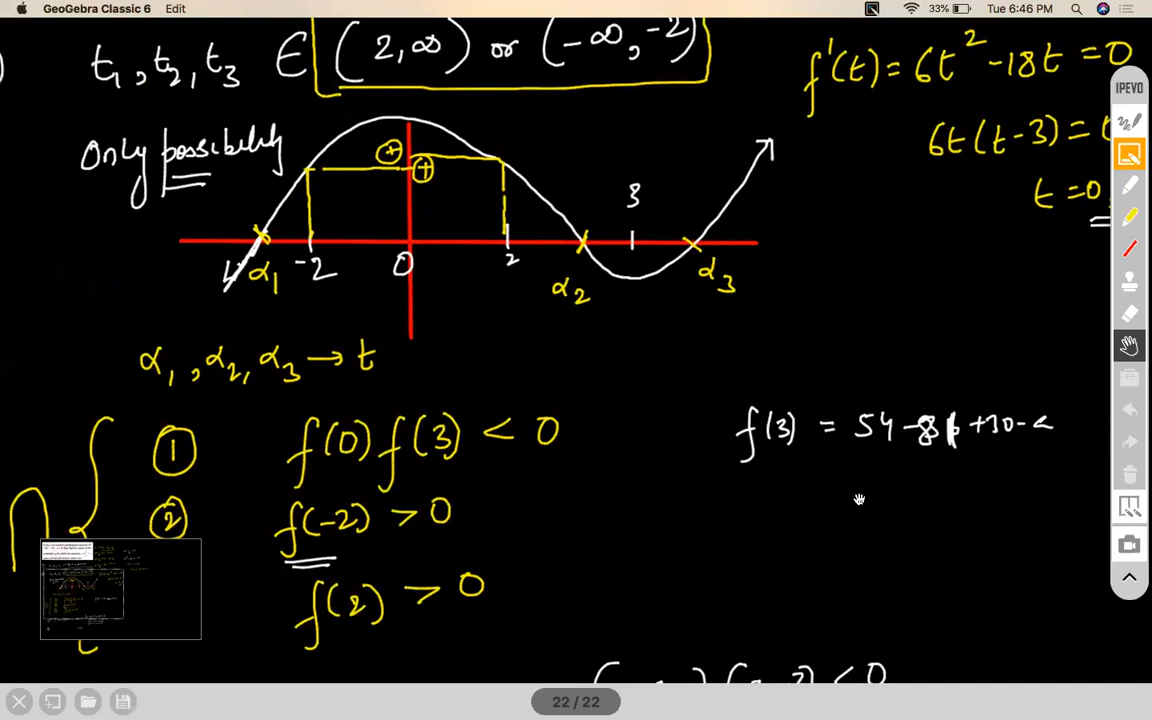 GeoGebra Classic 6 Edit 33% Tue 6:46 PM
t₁, t₂, t₃ ∈ (2, ∞) or (-∞, -2)
f'(t) = 6t² - 18t = 0
6t(t-3) =
t = 0
IPEVO
Only possibility
+ +
3
α₁ -2 0 2 α₂ α₃
α₁, α₂, α₃ → t
① f(0) f(3) < 0
f(3) = 54 - 81 + 30 - a
② f(-2) > 0
f(2) > 0
< 0
22 / 22